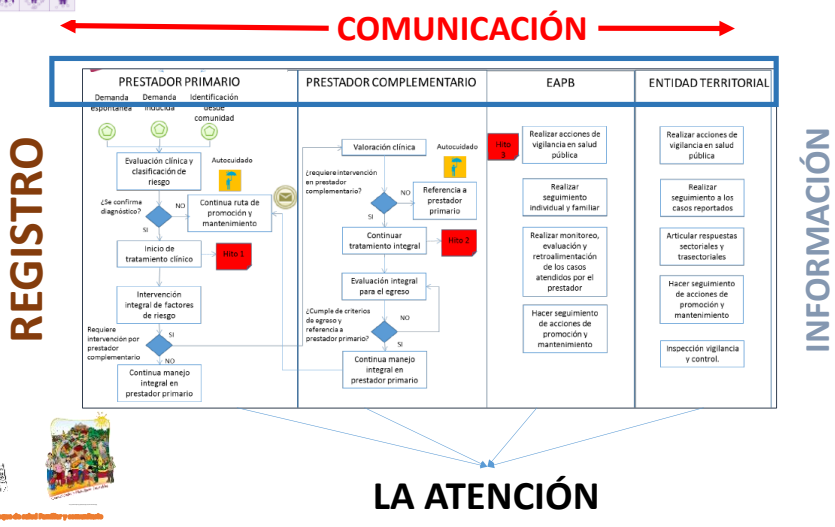 COMUNICACIÓN
REGISTRO
INFORMACIÓN
PRESTADOR PRIMARIO
Demanda
espontanea
Demanda
inducida
Identificación
desde
comunidad
Evaluación clínica y
clasificación de
riesgo
Autocuidado
¿Se confirma
diagnóstico?
NO
Continua ruta de
promoción y
mantenimiento
SI
Inicio de
tratamiento clínico
Hito 1
Intervención
integral de factores
de riesgo
Requiere
intervención por
prestador
complementario
SI
NO
Continua manejo
integral en
prestador primario
PRESTADOR COMPLEMENTARIO
Valoración clínica
Autocuidado
¿requiere intervención
en prestador
complementario?
NO
Referencia a
prestador
primario
SI
Continuar
tratamiento integral
Hito 2
Evaluación integral
para el egreso
¿Cumple de criterios
de egreso y
referencia a
prestador primario?
NO
SI
Continua manejo
integral en
prestador primario
EAPB
Hito
3
Realizar acciones de
vigilancia en salud
pública
Realizar
seguimiento
individual y familiar
Realizar monitoreo,
evaluación y
retroalimentación
de los casos
atendidos por el
prestador
Hacer seguimiento
de acciones de
promoción y
mantenimiento
ENTIDAD TERRITORIAL
Realizar acciones de
vigilancia en salud
pública
Realizar
seguimiento a los
casos reportados
Articular respuestas
sectoriales y
trasectoriales
Hacer seguimiento
de acciones de
promoción y
mantenimiento
Inspección vigilancia
y control.
LA ATENCIÓN
de salud Familiar y comunitario